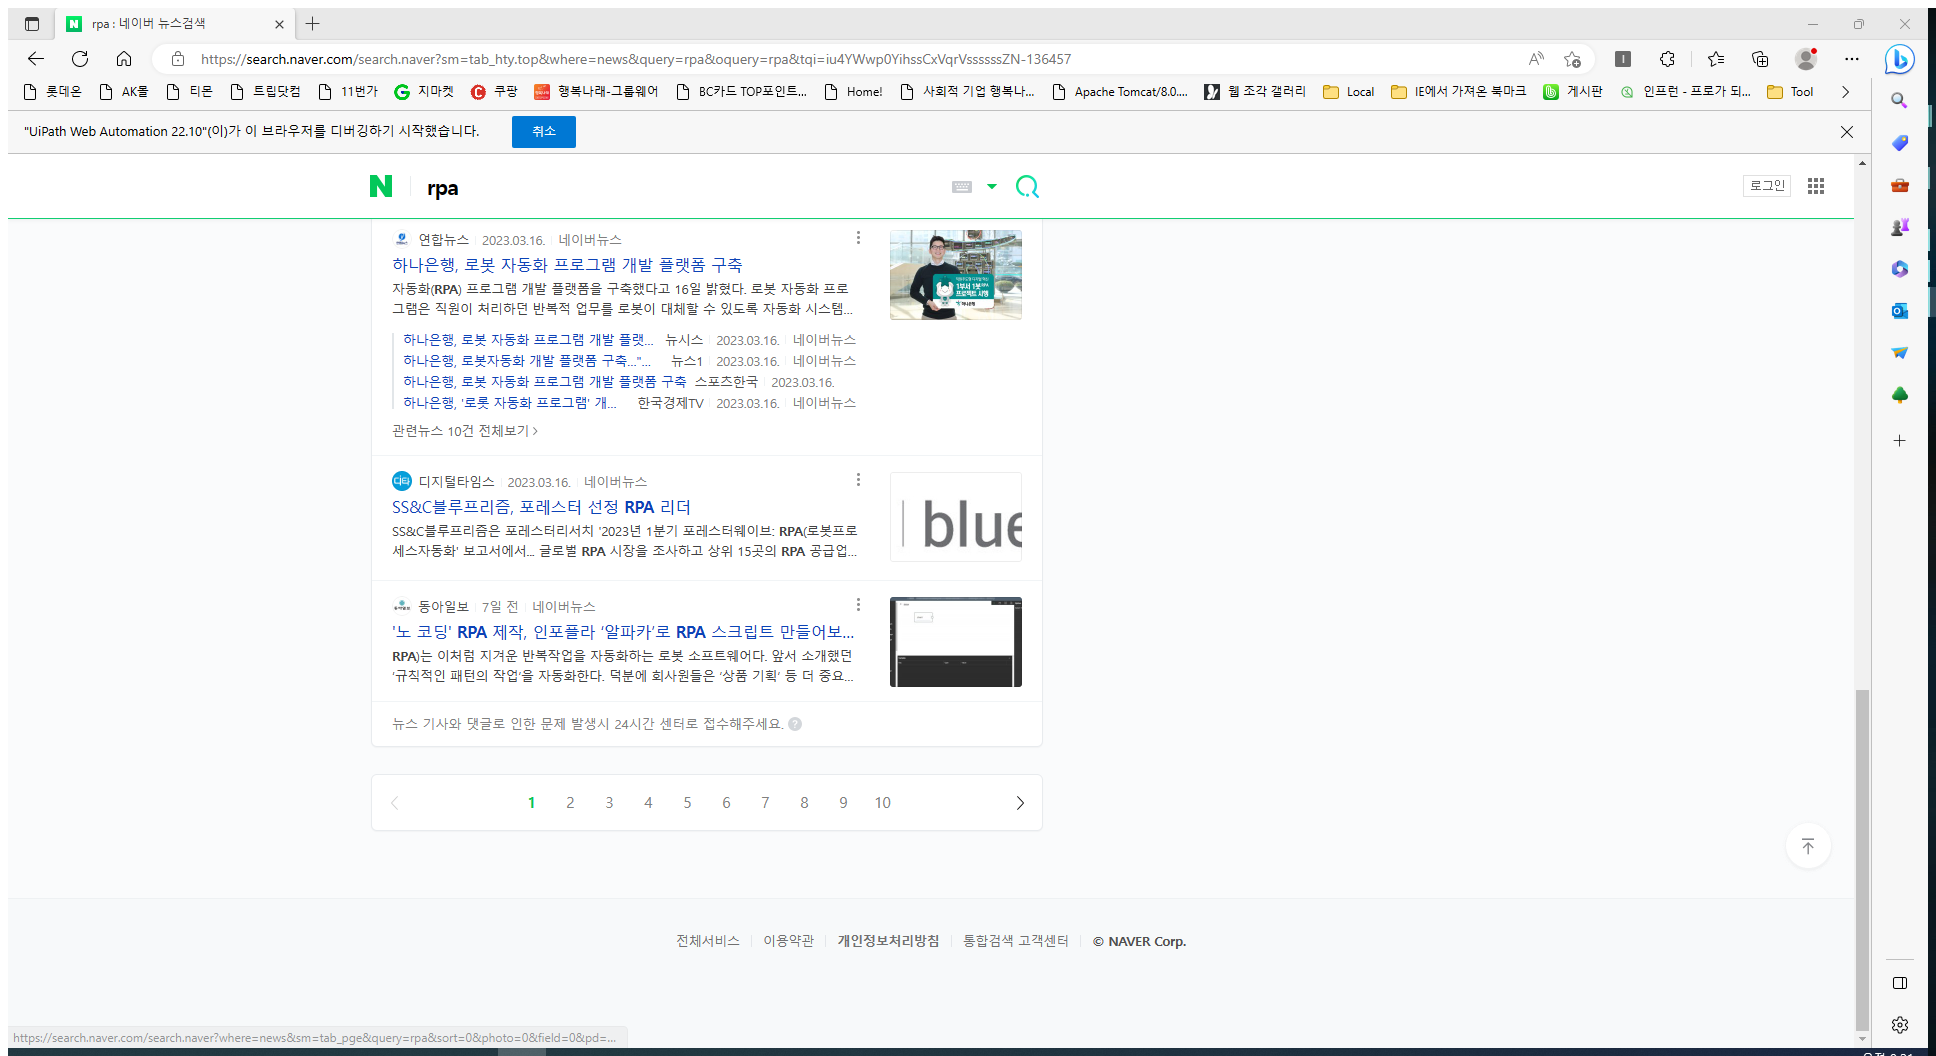 rpa : 네이버 뉴스검색
https://search.naver.com/search.naver?sm=tab_hty.top&where=news&query=rpa&oquery=rpa&tqi=iu4YWwp0YihssCxVqrVssssssZN-136457
롯데온 AK몰 티몬 트립닷컴 11번가 지마켓 쿠팡 행복나래-그룹웨어 BC카드 TOP포인트... Home! 사회적 기업 행복나... Apache Tomcat/8.0.... 웹 조각 갤러리 Local IE에서 가져온 북마크 게시판 인프런 - 프로가 되... Tool
"UiPath Web Automation 22.10"(이)가 이 브라우저를 디버깅하기 시작했습니다. 취소
N rpa 로그인
연합뉴스 2023.03.16. 네이버뉴스
하나은행, 로봇 자동화 프로그램 개발 플랫폼 구축
자동화(RPA) 프로그램 개발 플랫폼을 구축했다고 16일 밝혔다. 로봇 자동화 프로
그램은 직원이 처리하던 반복적 업무를 로봇이 대체할 수 있도록 자동화 시스템...
1부서 1봇RPA
프로젝트 시행
하나은행, 로봇 자동화 프로그램 개발 플랫... 뉴시스 2023.03.16. 네이버뉴스
하나은행, 로봇자동화 개발 플랫폼 구축..."... 뉴스1 2023.03.16. 네이버뉴스
하나은행, 로봇 자동화 프로그램 개발 플랫폼 구축 스포츠한국 2023.03.16.
하나은행, '로롯 자동화 프로그램' 개... 한국경제TV 2023.03.16. 네이버뉴스
관련뉴스 10건 전체보기
디타 디지털타임스 2023.03.16. 네이버뉴스
SS&C블루프리즘, 포레스터 선정 RPA 리더
SS&C블루프리즘은 포레스터리서치 '2023년 1분기 포레스터웨이브: RPA(로봇프로
세스자동화' 보고서에서... 글로벌 RPA 시장을 조사하고 상위 15곳의 RPA 공급업...
blue
동아일보 7일 전 네이버뉴스
'노 코딩' RPA 제작, 인포플라 '알파카'로 RPA 스크립트 만들어보...
RPA)는 이처럼 지겨운 반복작업을 자동화하는 로봇 소프트웨어다. 앞서 소개했던
'규칙적인 패턴의 작업'을 자동화한다. 덕분에 회사원들은 '상품 기획' 등 더 중요...
뉴스 기사와 댓글로 인한 문제 발생시 24시간 센터로 접수해주세요. ?
1 2 3 4 5 6 7 8 9 10
전체서비스 이용약관 개인정보처리방침 통합검색 고객센터 © NAVER Corp.
https://search.naver.com/search.naver?where=news&sm=tab_pge&query=rpa&sort=0&photo=0&field=0&pd=...